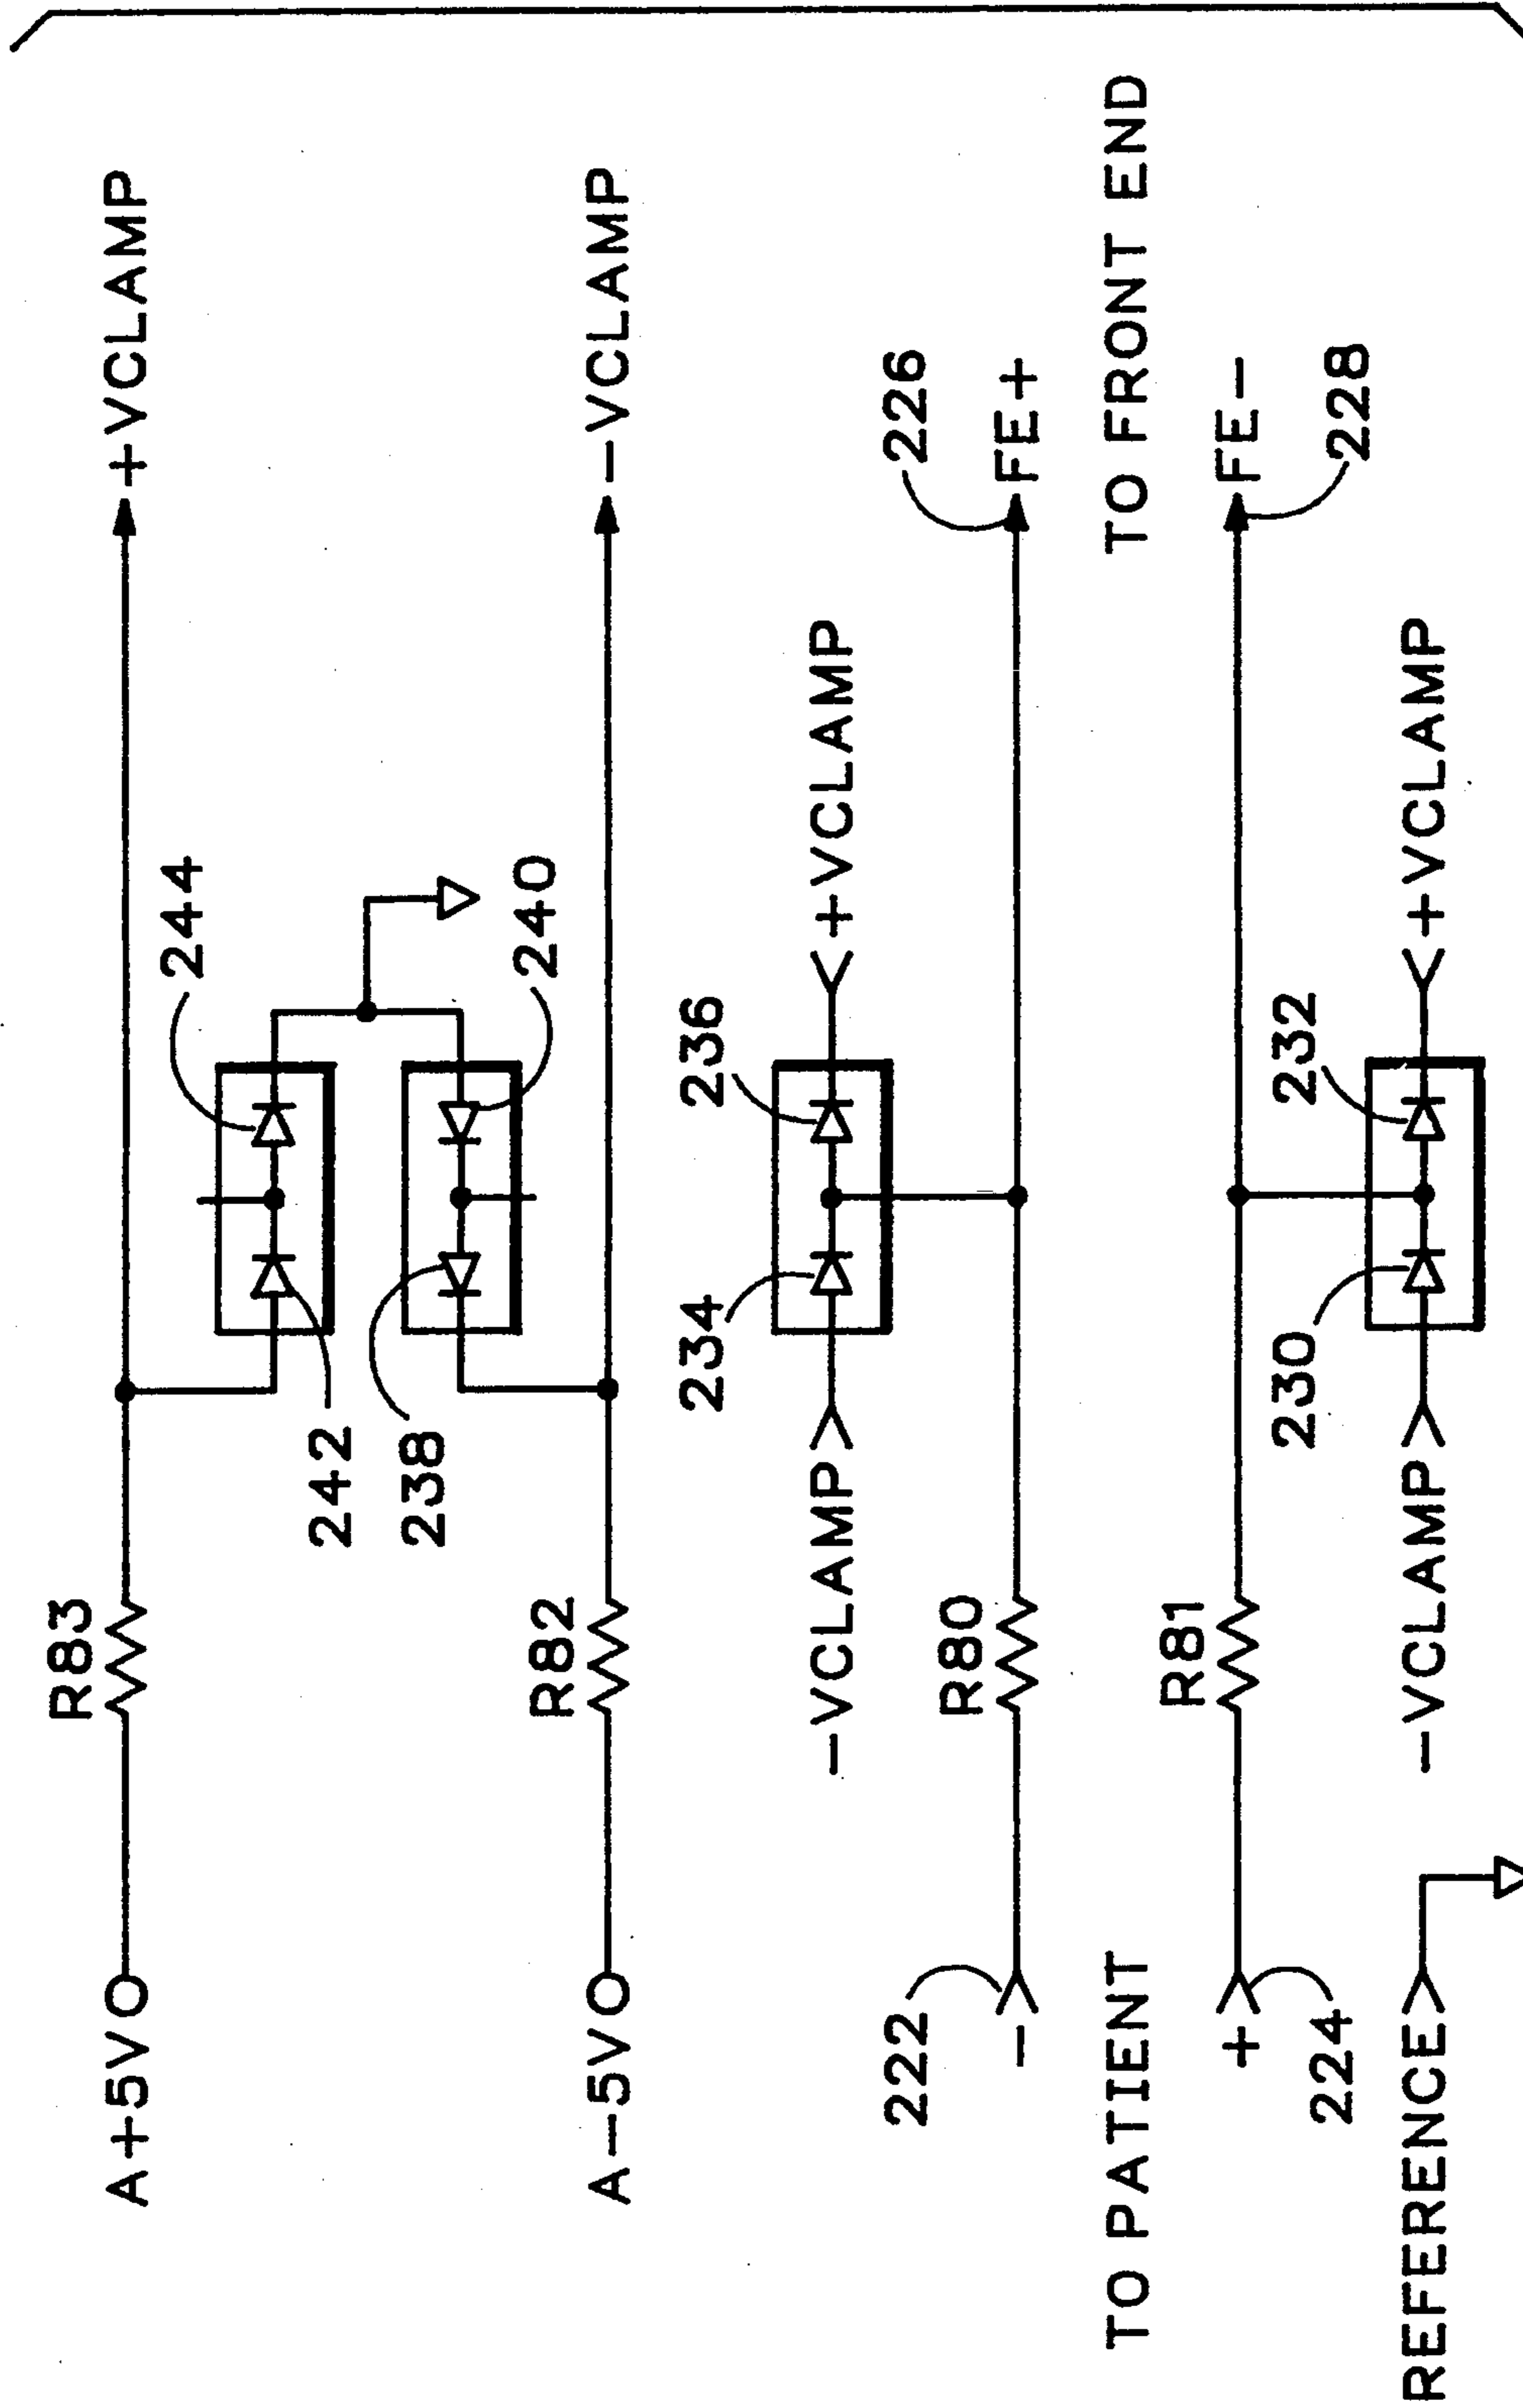 A+5V
R83
+VCLAMP
244
242
238
240
A-5V
R82
-VCLAMP
236
234
-VCLAMP
+VCLAMP
222
-
R80
226
FE+
TO PATIENT
TO FRONT END
+
R81
FE-
224
228
232
230
REFERENCE
-VCLAMP
+VCLAMP